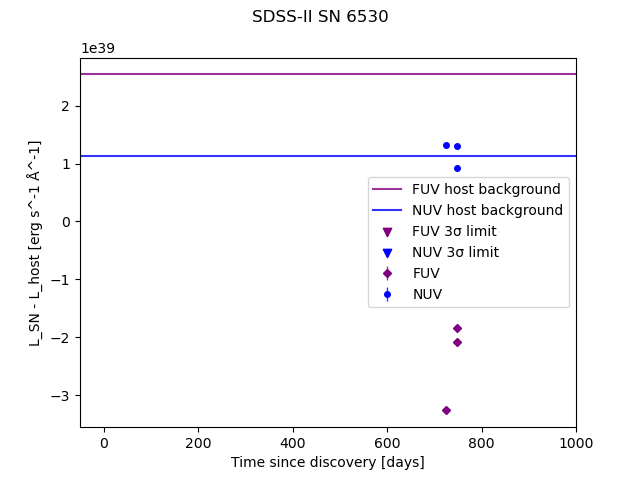 SDSS-II SN 6530
1e39
L_SN - L_host [erg s^-1 Å^-1]
2
1
0
−1
−2
−3
FUV host background
NUV host background
FUV 3σ limit
NUV 3σ limit
FUV
NUV
0 200 400 600 800 1000
Time since discovery [days]